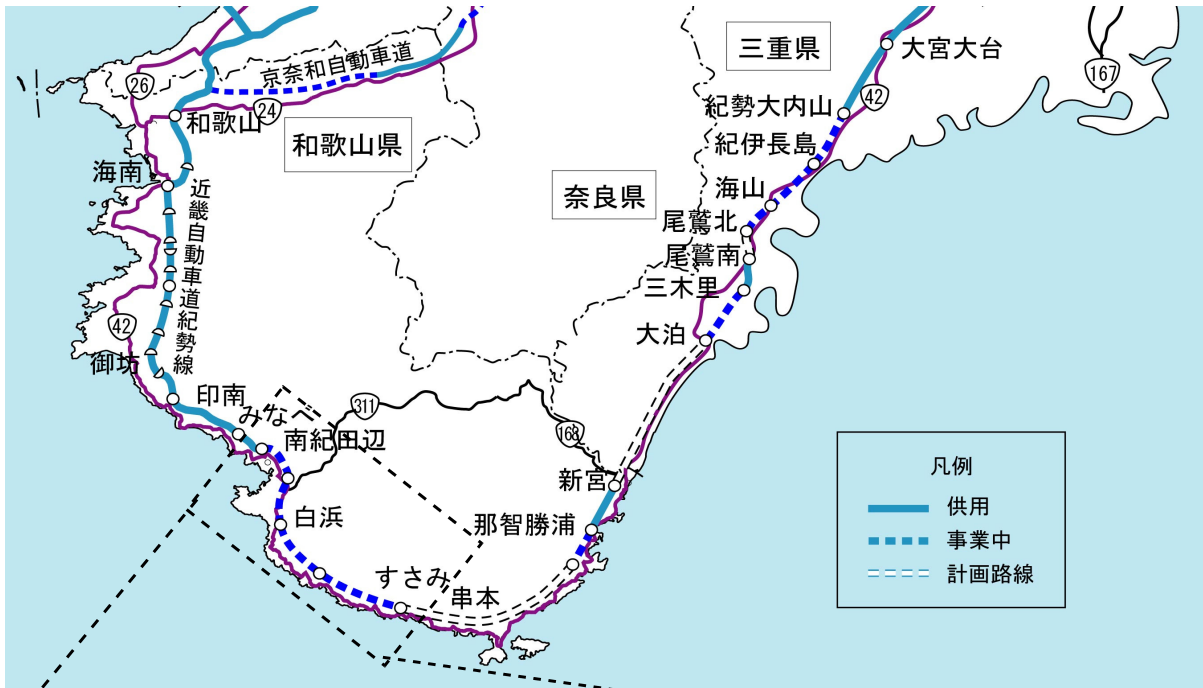 三重県
大宮大台
京奈和自動車道
26
167
24
42
紀勢大内山
和歌山
和歌山県
紀伊長島
海南
奈良県
海山
近畿自動車道紀勢線
尾鷲北
尾鷲南
三木里
42
大泊
御坊
印南
みなべ
311
168
南紀田辺
新宮
白浜
那智勝浦
すさみ
串本
凡例
供用
事業中
計画路線